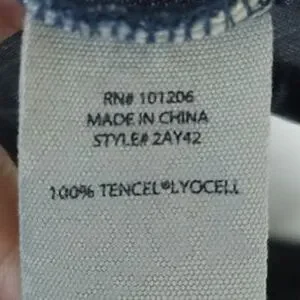 RN# 101206
MADE IN CHINA
STYLE# 2AY42
100% TENCEL®LYOCELL